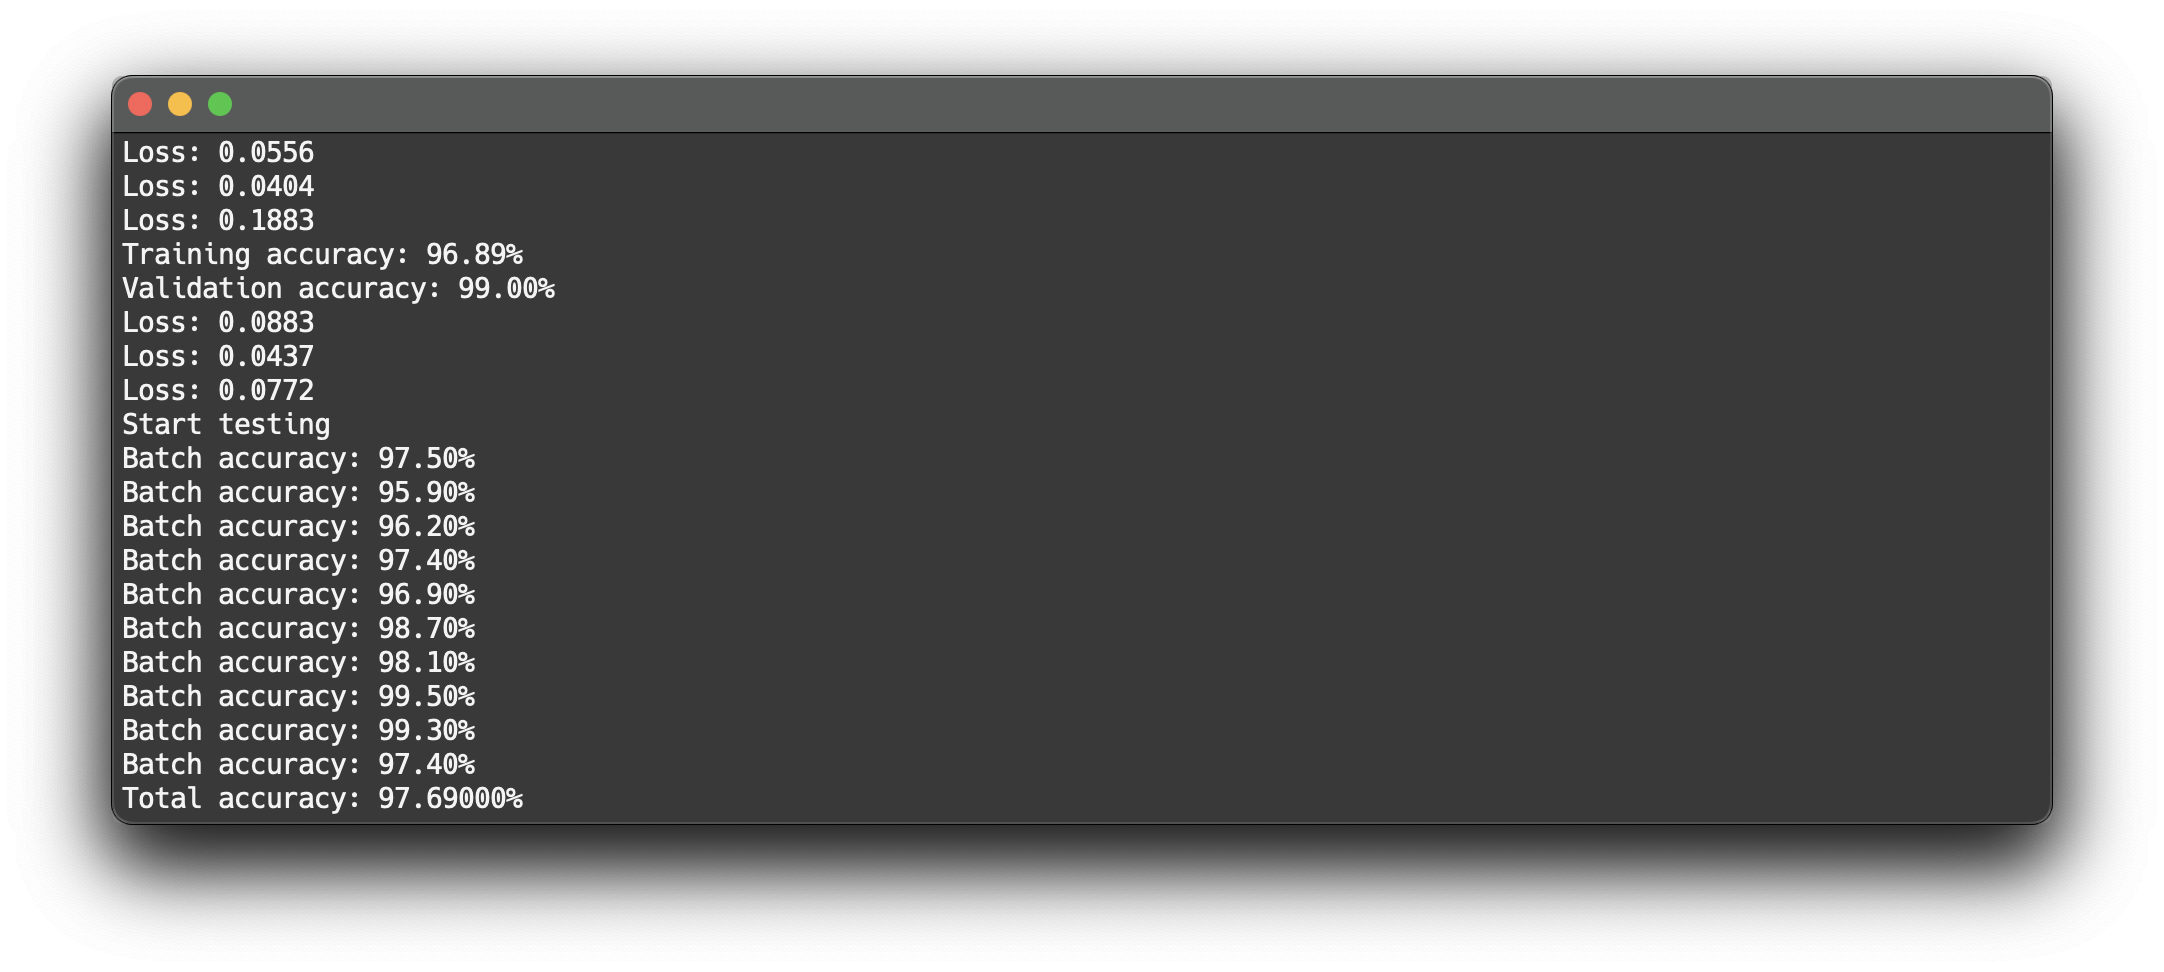 Loss: 0.0556
Loss: 0.0404
Loss: 0.1883
Training accuracy: 96.89%
Validation accuracy: 99.00%
Loss: 0.0883
Loss: 0.0437
Loss: 0.0772
Start testing
Batch accuracy: 97.50%
Batch accuracy: 95.90%
Batch accuracy: 96.20%
Batch accuracy: 97.40%
Batch accuracy: 96.90%
Batch accuracy: 98.70%
Batch accuracy: 98.10%
Batch accuracy: 99.50%
Batch accuracy: 99.30%
Batch accuracy: 97.40%
Total accuracy: 97.69000%